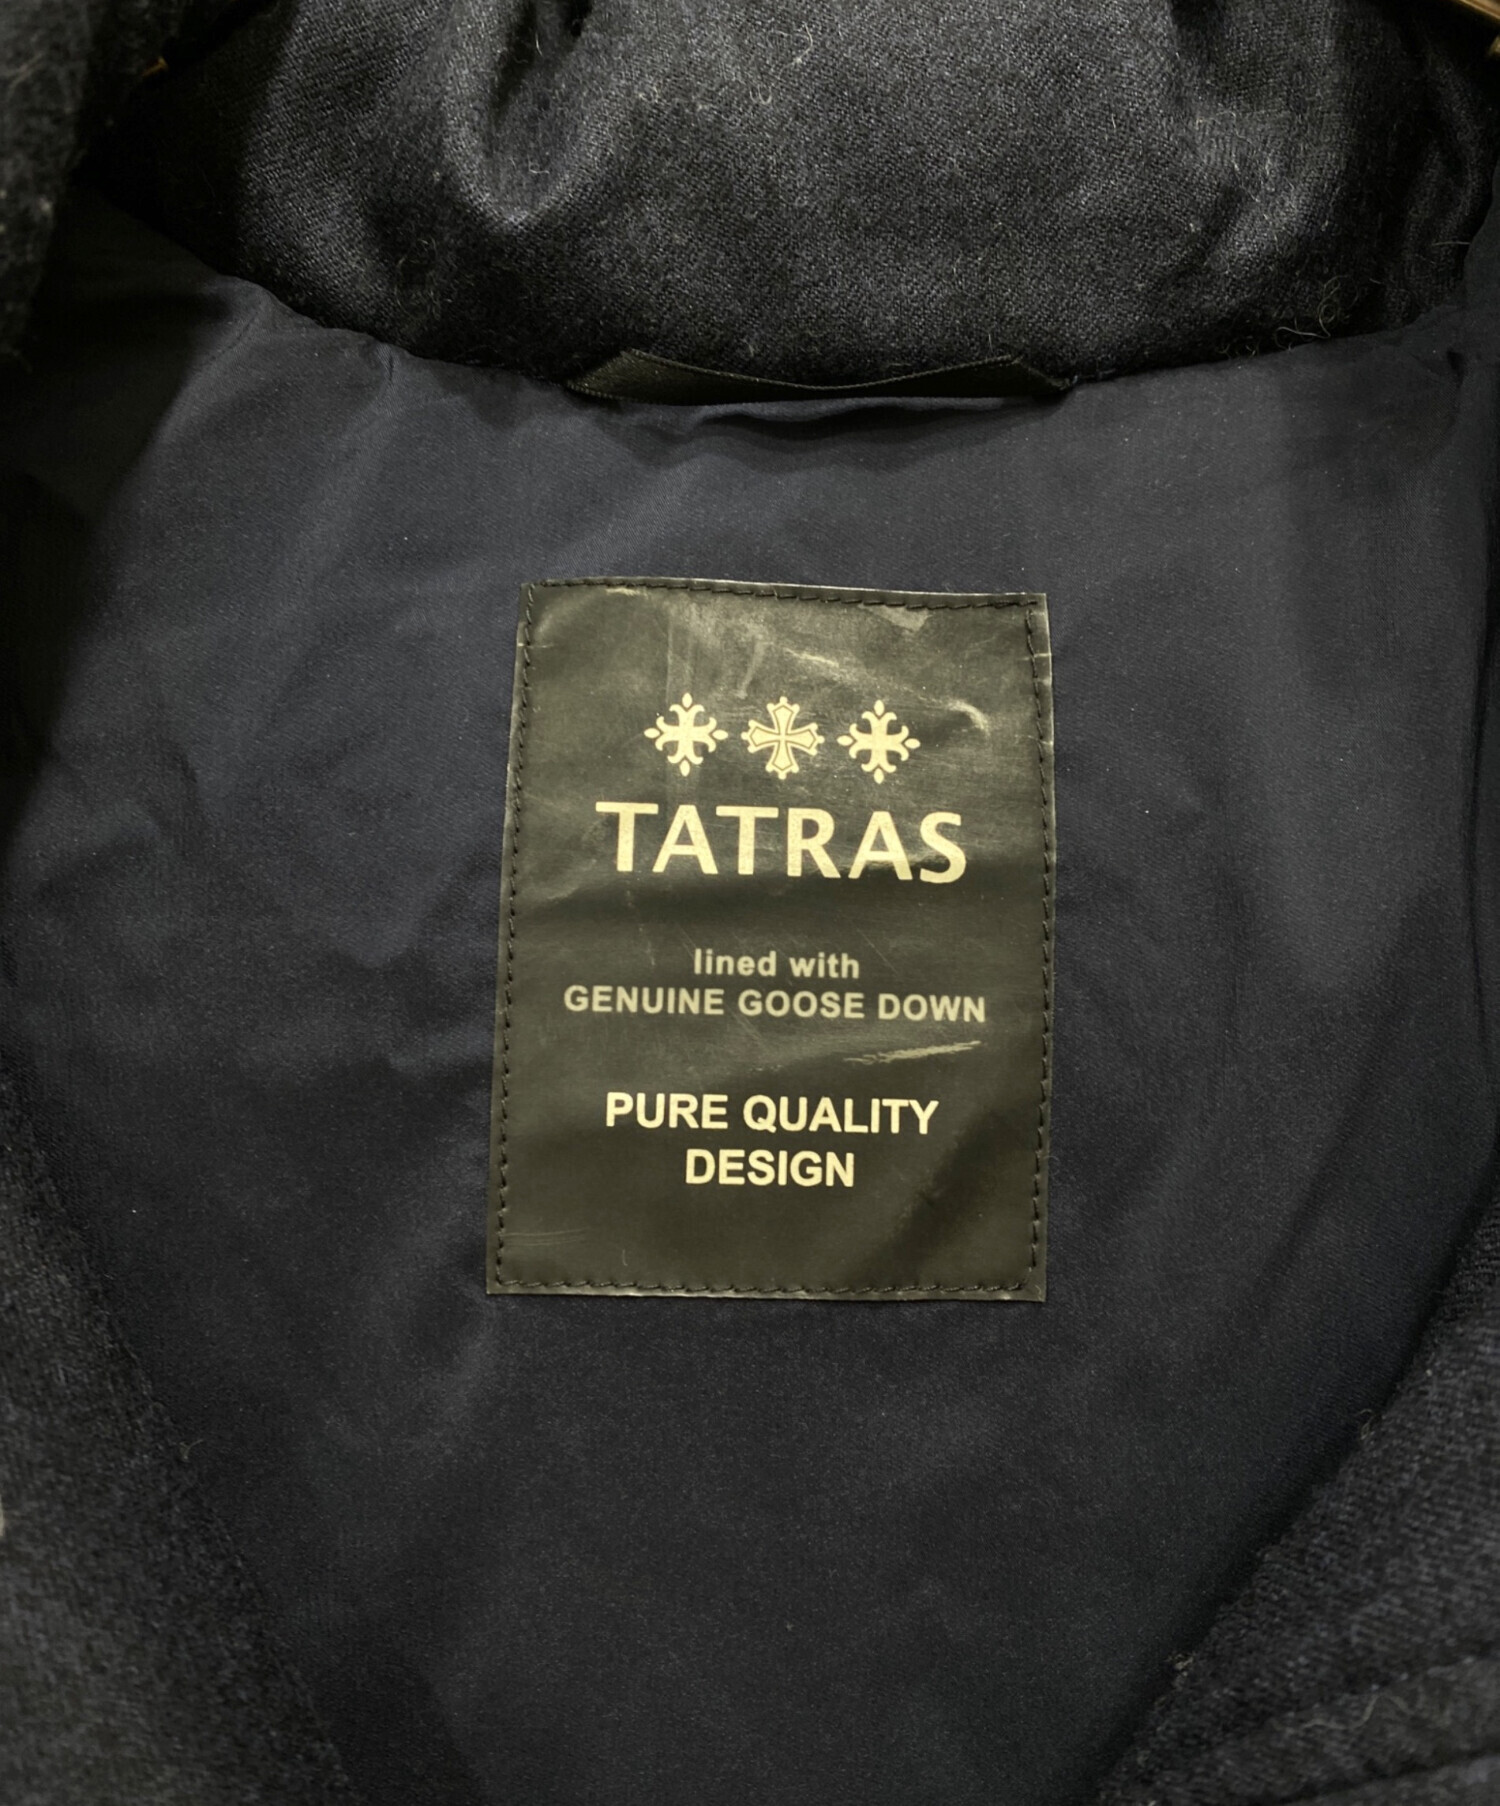 TATRAS
lined with
GENUINE GOOSE DOWN
PURE QUALITY
DESIGN